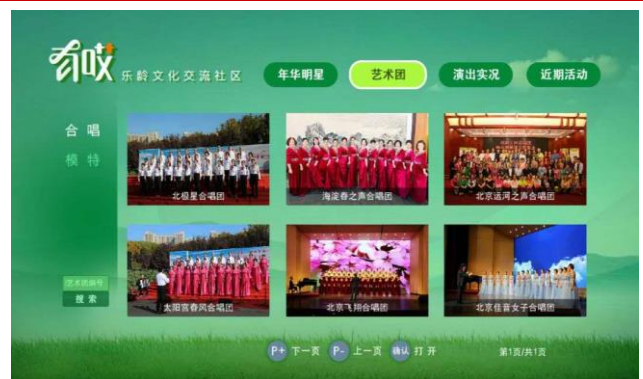 有哎 乐龄文化交流社区
年华明星 艺术团 演出实况 近期活动
合唱
模特
北极星合唱团 海淀春之声合唱团 北京运河之声合唱团
太阳宫春风合唱团 北京飞翔合唱团 北京佳音女子合唱团
艺术团编号
搜索
P+ 下一页 P- 上一页 确认 打开 第1页/共1页